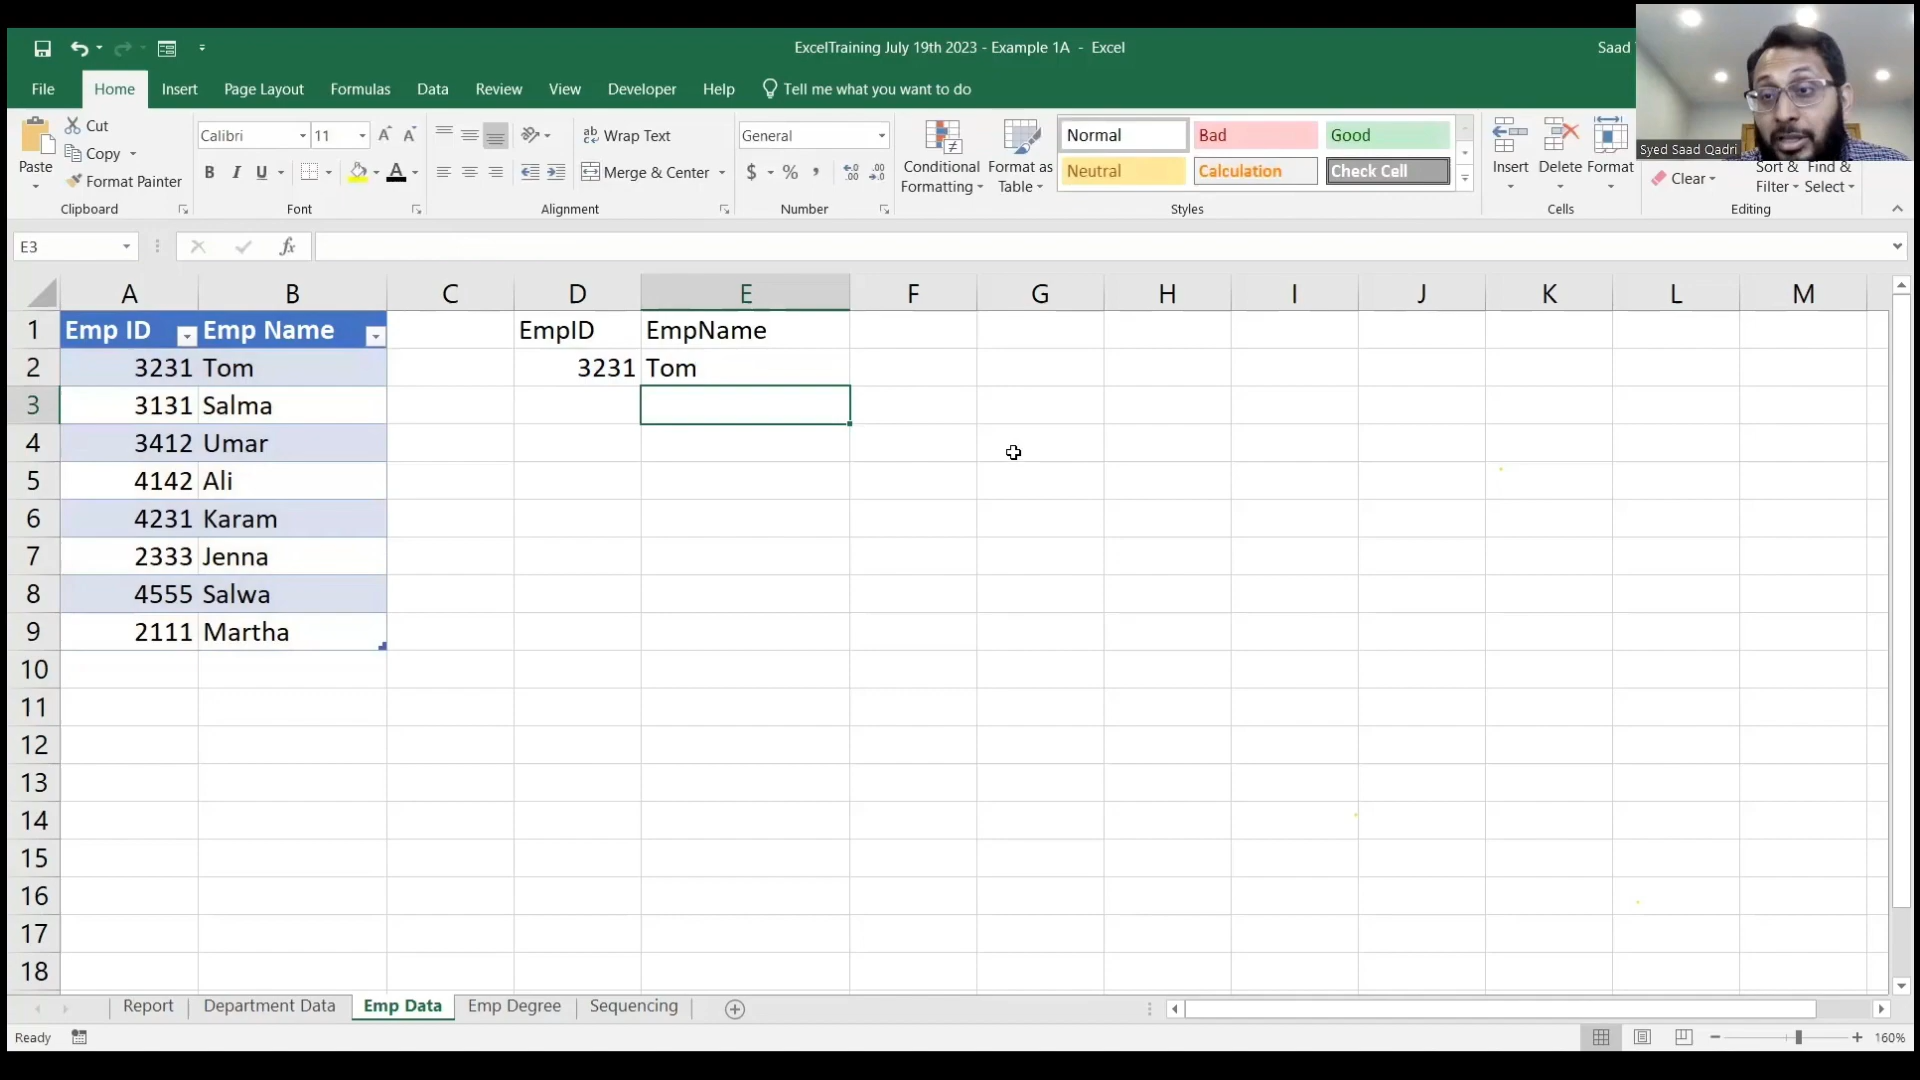 ExcelTraining July 19th 2023 - Example 1A - Excel
Saad
Syed Saad Qadri
File Home Insert Page Layout Formulas Data Review View Developer Help Tell me what you want to do
Paste
Cut
Copy
Format Painter
Clipboard
Calibri 11
B I U
Font
Wrap Text
Merge & Center
Alignment
General
$ % ,
Number
Conditional Formatting
Format as Table
Normal Bad Good
Neutral Calculation Check Cell
Styles
Insert Delete Format
Cells
Clear
Sort & Filter
Find & Select
Editing
E3 fx
A B C D E F G H I J K L M
1 Emp ID Emp Name EmpID EmpName
2 3231 Tom 3231 Tom
3 3131 Salma
4 3412 Umar
5 4142 Ali
6 4231 Karam
7 2333 Jenna
8 4555 Salwa
9 2111 Martha
10
11
12
13
14
15
16
17
18
Report Department Data Emp Data Emp Degree Sequencing
Ready 160%